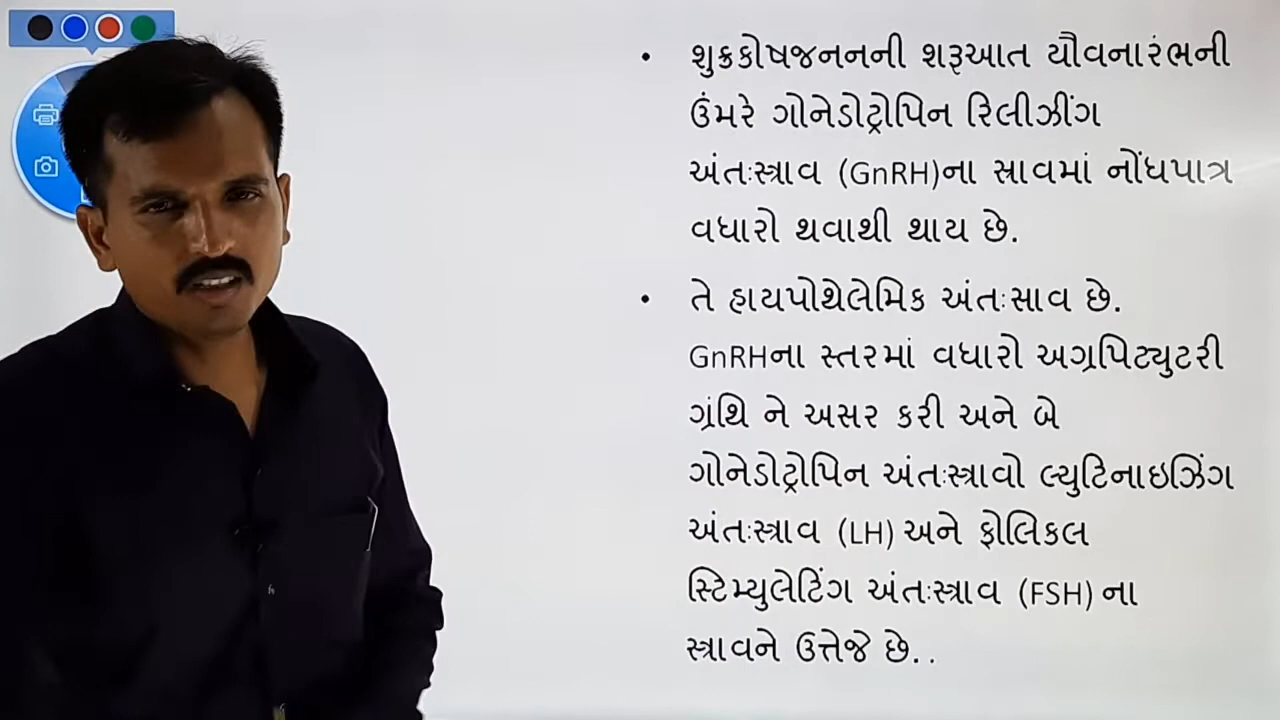 • શુક્રકોષજનનની શરૂઆત યૌવનારંભની
ઉંમરે ગોનેડોટ્રોપિન રિલીઝીંગ
અંતઃસ્ત્રાવ (GnRH)ના સ્રાવમાં નોંધપાત્ર
વધારો થવાથી થાય છે.
• તે હાયપોથેલેમિક અંતઃસાવ છે.
GnRHના સ્તરમાં વધારો અગ્રપિટ્યુટરી
ગ્રંથિ ને અસર કરી અને બે
ગોનેડોટ્રોપિન અંતઃસ્ત્રાવો લ્યુટિનાઇઝિંગ
અંતઃસ્ત્રાવ (LH) અને ફોલિકલ
સ્ટિમ્યુલેટિંગ અંતઃસ્ત્રાવ (FSH) ના
સ્ત્રાવને ઉત્તેજે છે..